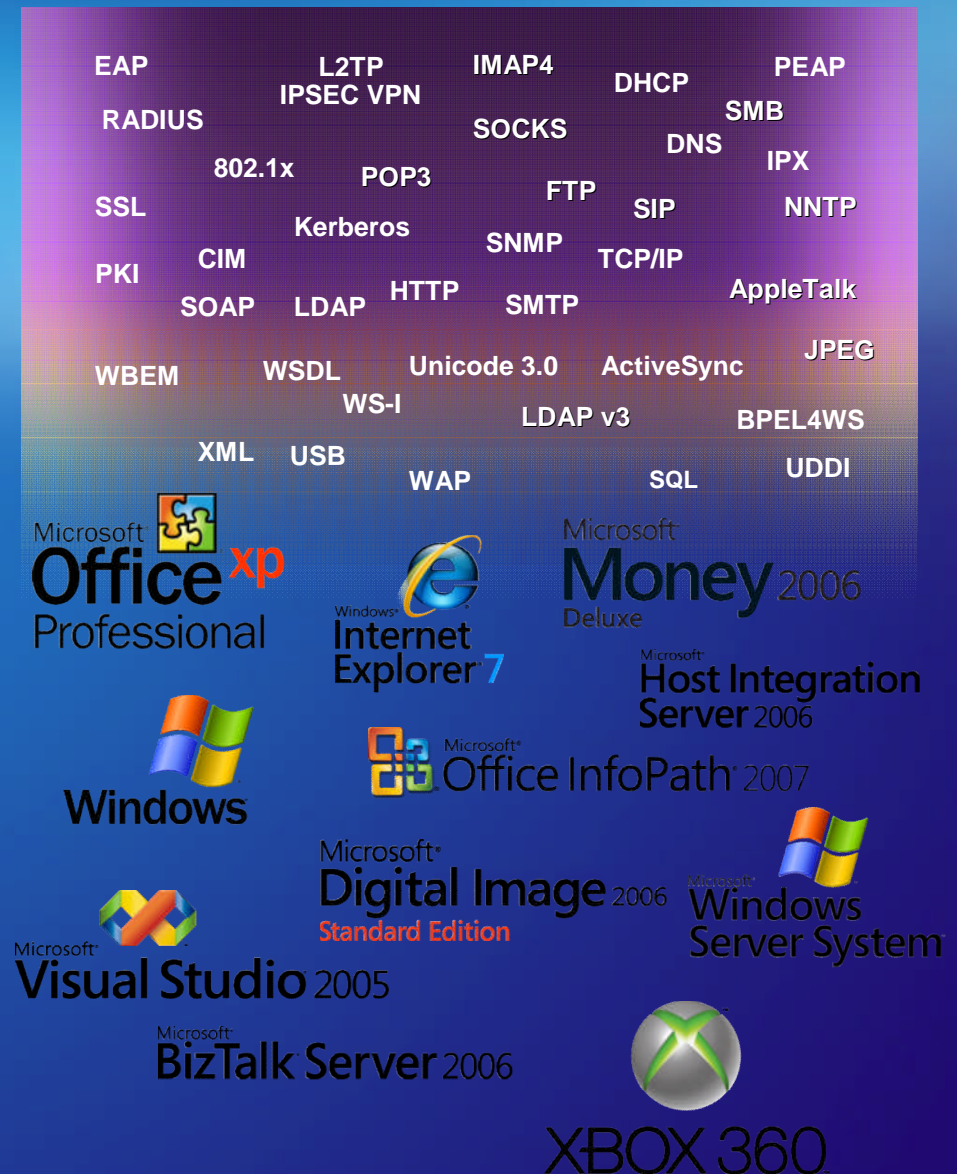 EAP
L2TP
IPSEC VPN
IMAP4
DHCP
PEAP
RADIUS
SOCKS
SMB
DNS
802.1x
POP3
IPX
FTP
SSL
SIP
NNTP
Kerberos
SNMP
CIM
TCP/IP
PKI
HTTP
AppleTalk
SOAP
LDAP
SMTP
JPEG
WBEM
WSDL
Unicode 3.0
ActiveSync
WS-I
LDAP v3
BPEL4WS
XML
USB
UDDI
WAP
SQL
Microsoft
Office xp
Professional
Windows
Internet
Explorer 7
Microsoft
Money 2006
Deluxe
Microsoft
Host Integration
Server 2006
Windows
Microsoft
Office InfoPath 2007
Microsoft
Digital Image 2006
Standard Edition
Microsoft
Windows
Server System
Microsoft
Visual Studio 2005
Microsoft
BizTalk Server 2006
XBOX 360